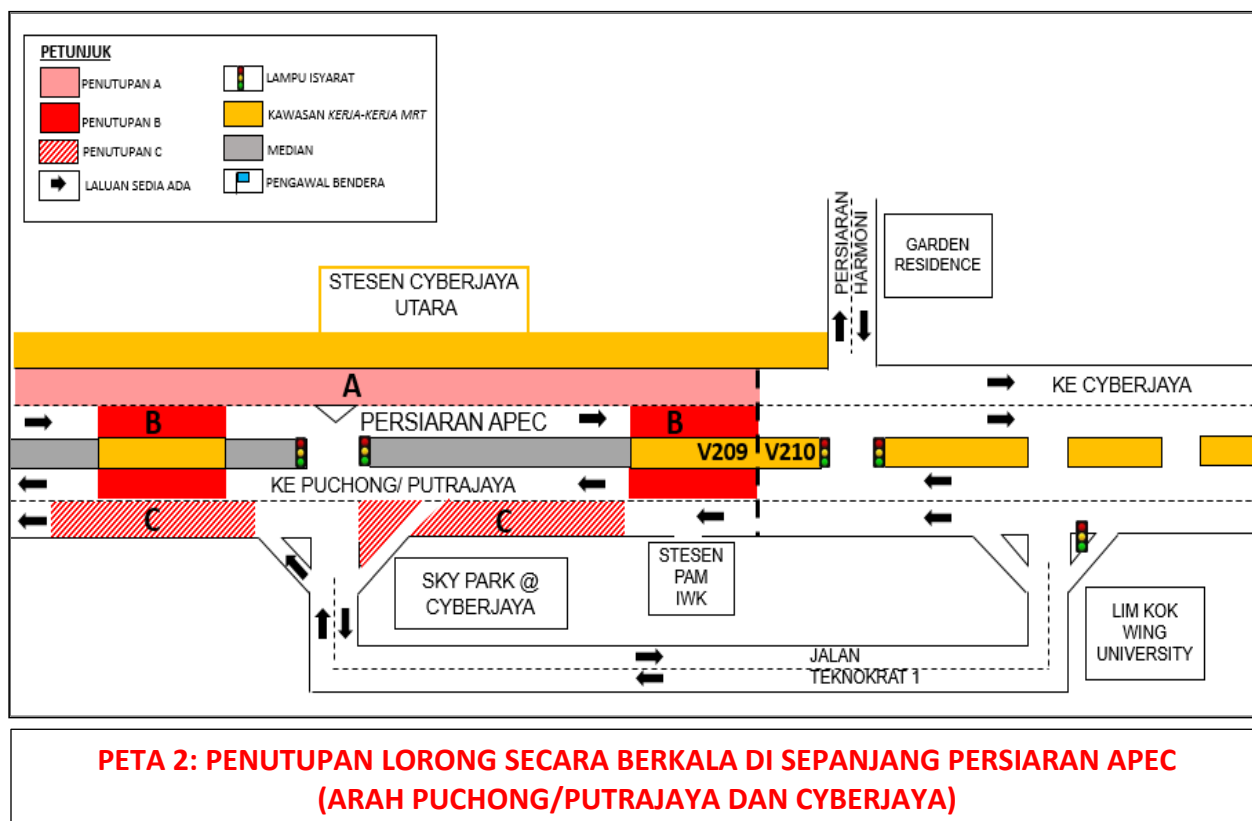 PETUNJUK
PENUTUPAN A
PENUTUPAN B
PENUTUPAN C
LALUAN SEDIA ADA
LAMPU ISYARAT
KAWASAN KERJA-KERJA MRT
MEDIAN
PENGAWAL BENDERA
PERSIARAN
HARMONI
GARDEN
RESIDENCE
STESEN CYBERJAYA
UTARA
A
KE CYBERJAYA
B
PERSIARAN APEC
B
V209
V210
KE PUCHONG/ PUTRAJAYA
C
C
SKY PARK @
CYBERJAYA
STESEN
PAM
IWK
LIM KOK
WING
UNIVERSITY
JALAN
TEKNOKRAT 1
PETA 2: PENUTUPAN LORONG SECARA BERKALA DI SEPANJANG PERSIARAN APEC
(ARAH PUCHONG/PUTRAJAYA DAN CYBERJAYA)